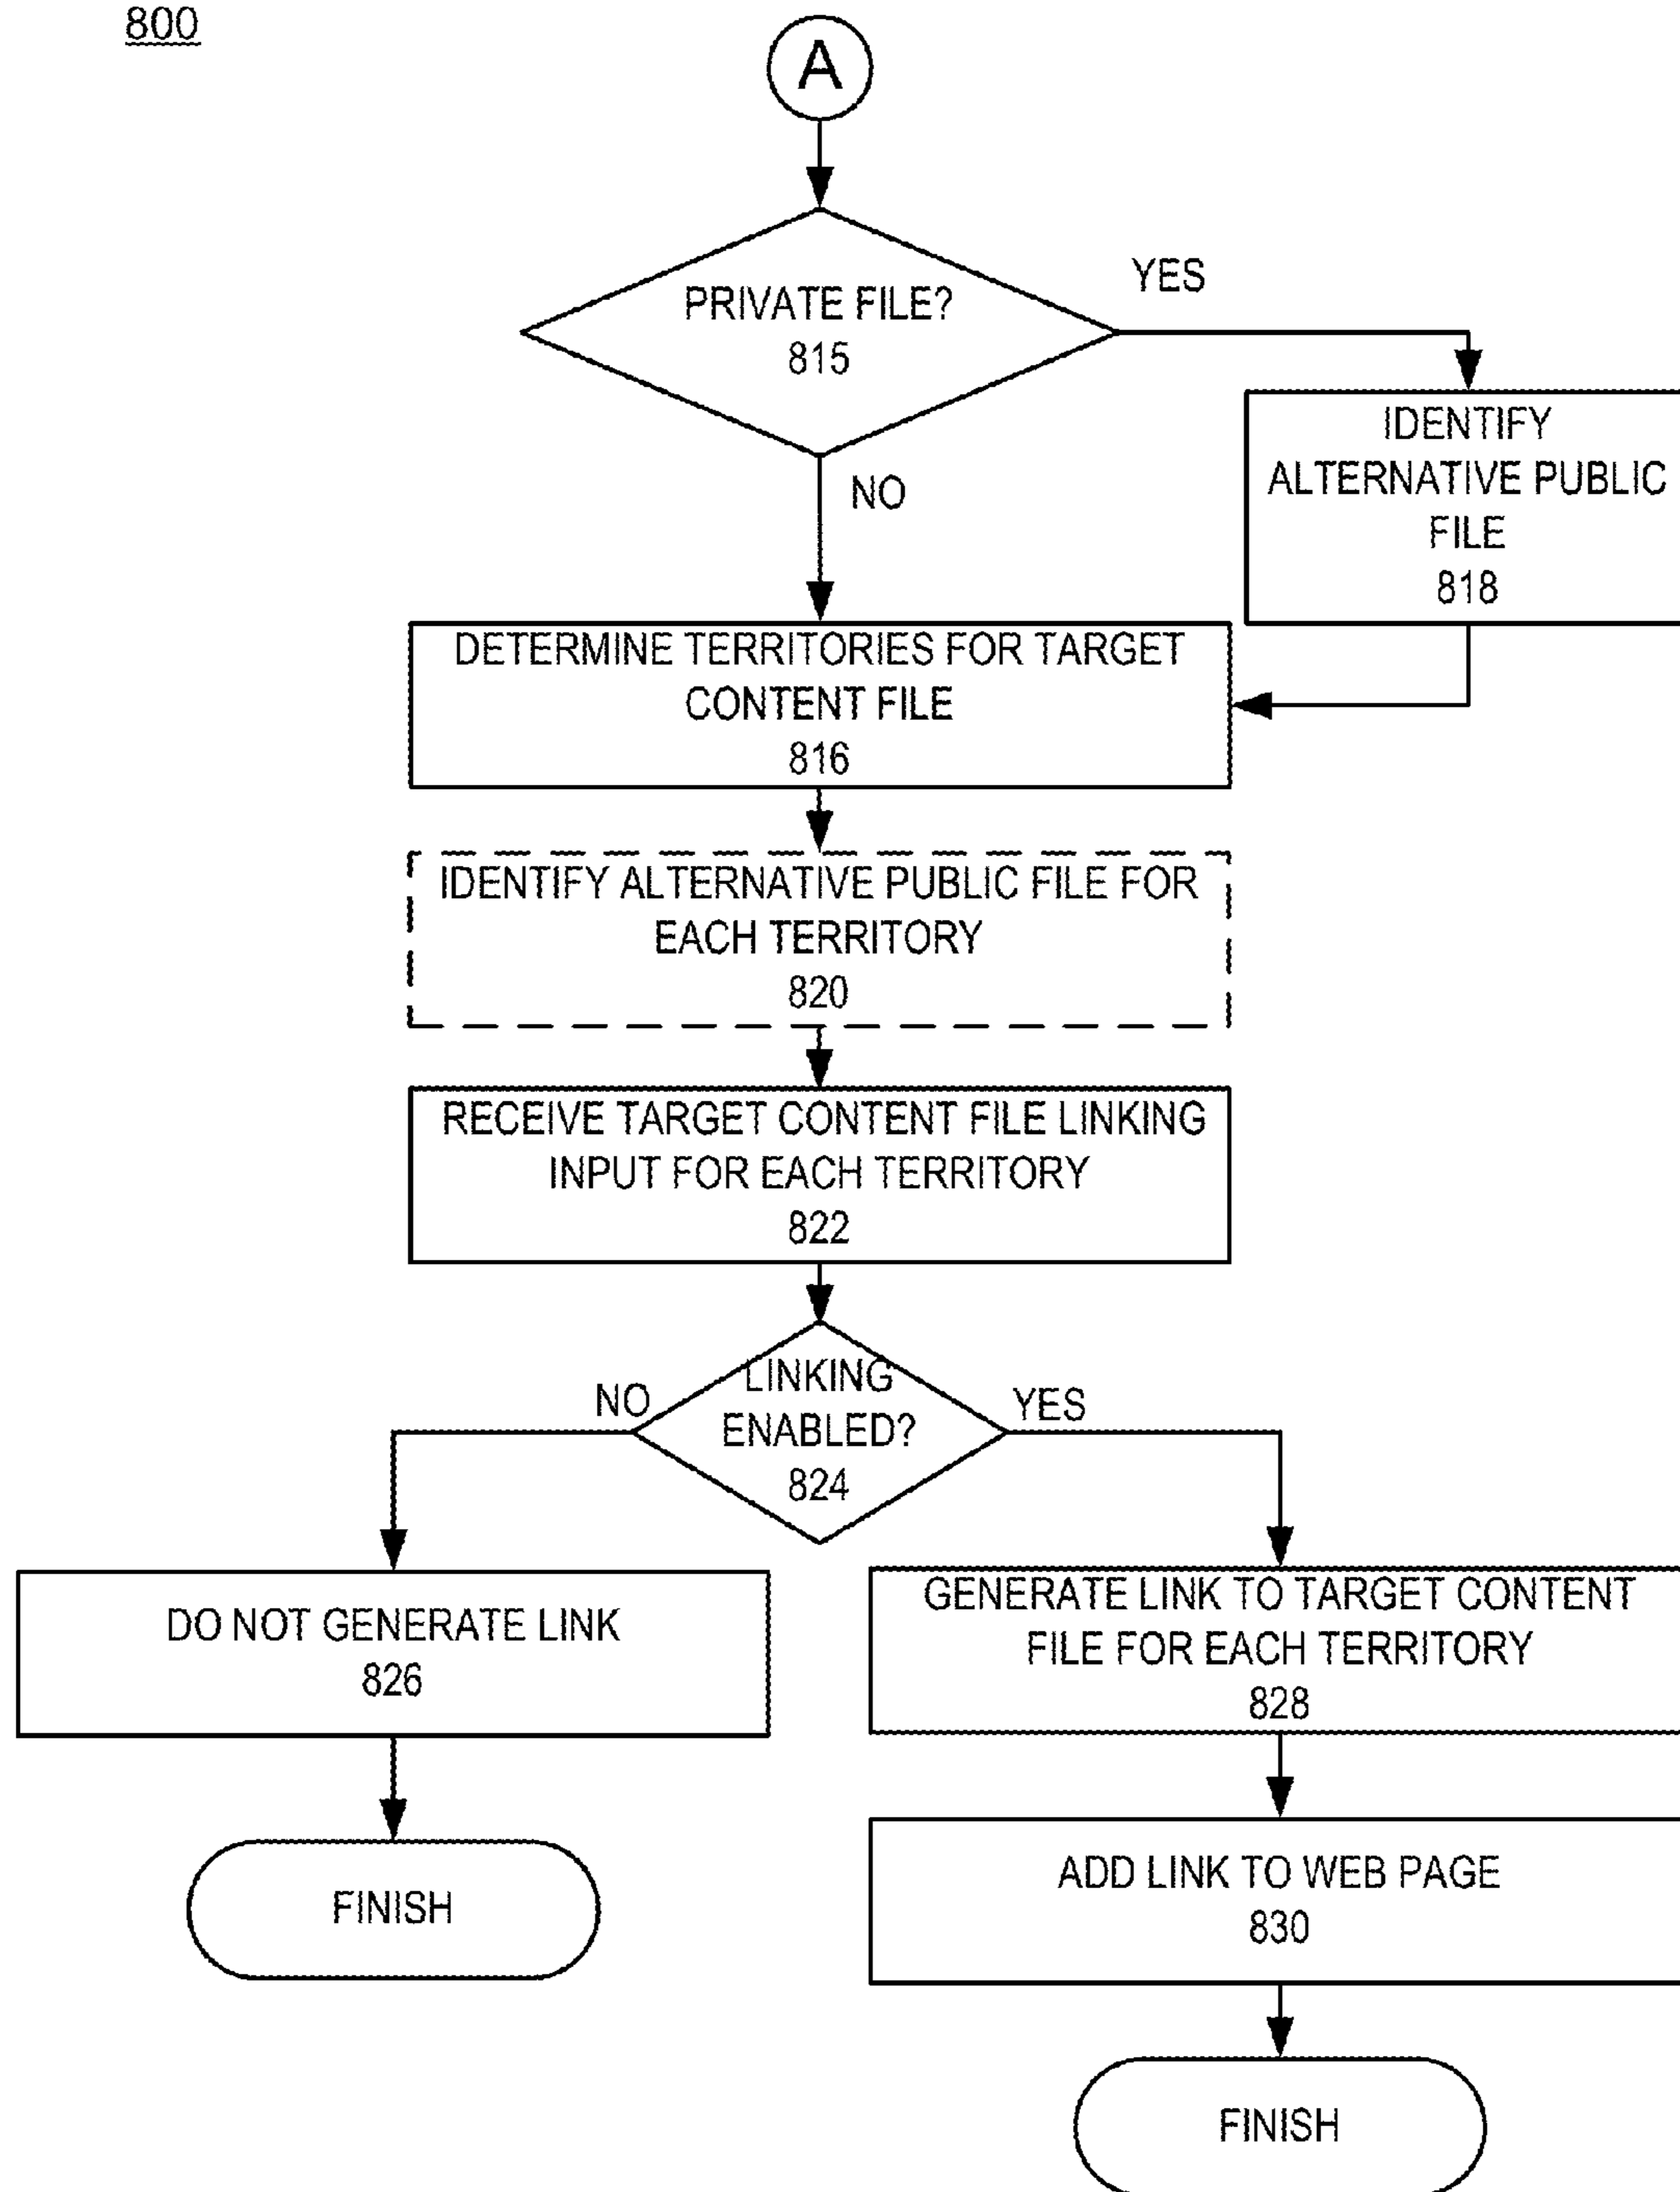 800
A
PRIVATE FILE?
815
YES
NO
IDENTIFY
ALTERNATIVE PUBLIC
FILE
818
DETERMINE TERRITORIES FOR TARGET
CONTENT FILE
816
IDENTIFY ALTERNATIVE PUBLIC FILE FOR
EACH TERRITORY
820
RECEIVE TARGET CONTENT FILE LINKING
INPUT FOR EACH TERRITORY
822
LINKING
ENABLED?
824
NO
YES
DO NOT GENERATE LINK
826
FINISH
GENERATE LINK TO TARGET CONTENT
FILE FOR EACH TERRITORY
828
ADD LINK TO WEB PAGE
830
FINISH